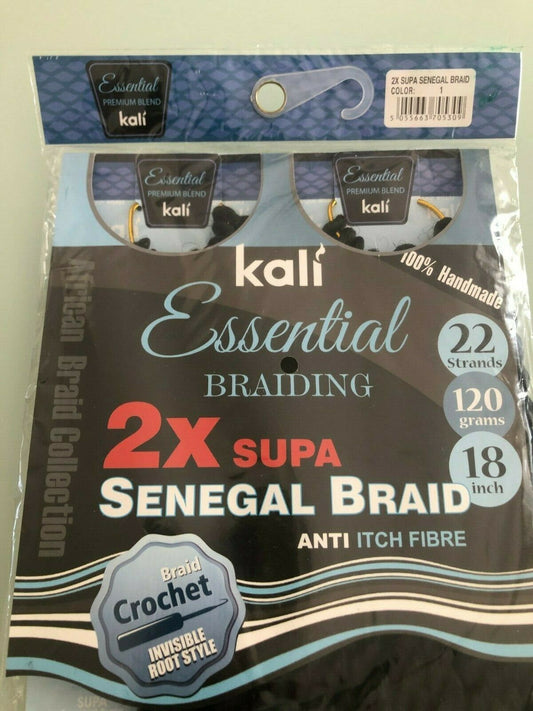 Essential
PREMIUM BLEND
kali
2X SUPA SENEGAL BRAID
COLOR: 1
5 055663 705309
Essential
PREMIUM BLEND
kali
Essential
PREMIUM BLEND
kali
100% Handmade
kali
Essential
BRAIDING
22
Strands
120
grams
18
inch
African Braid Collection
2X SUPA
SENEGAL BRAID
ANTI ITCH FIBRE
Braid
Crochet
INVISIBLE
ROOT STYLE
SUPA